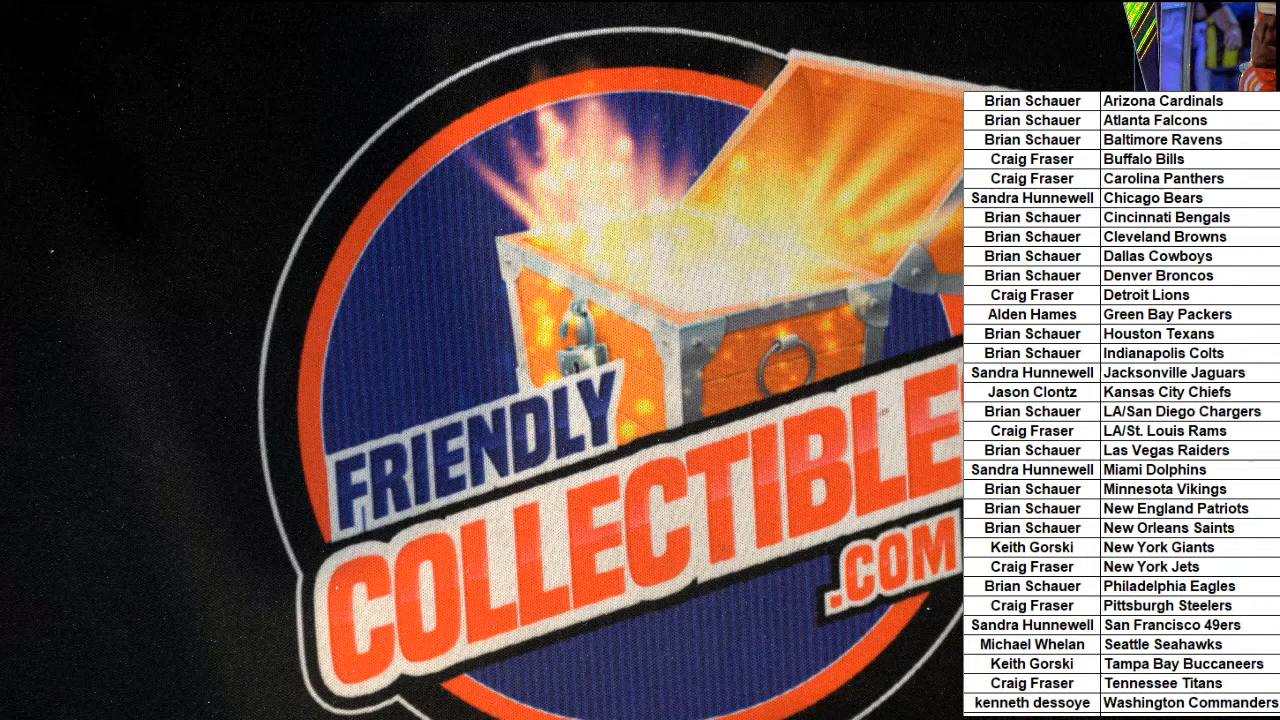 FRIENDLY
COLLECTIBLE
.COM
Brian Schauer Arizona Cardinals
Brian Schauer Atlanta Falcons
Brian Schauer Baltimore Ravens
Craig Fraser Buffalo Bills
Craig Fraser Carolina Panthers
Sandra Hunnewell Chicago Bears
Brian Schauer Cincinnati Bengals
Brian Schauer Cleveland Browns
Brian Schauer Dallas Cowboys
Brian Schauer Denver Broncos
Craig Fraser Detroit Lions
Alden Hames Green Bay Packers
Brian Schauer Houston Texans
Brian Schauer Indianapolis Colts
Sandra Hunnewell Jacksonville Jaguars
Jason Clontz Kansas City Chiefs
Brian Schauer LA/San Diego Chargers
Craig Fraser LA/St. Louis Rams
Brian Schauer Las Vegas Raiders
Sandra Hunnewell Miami Dolphins
Brian Schauer Minnesota Vikings
Brian Schauer New England Patriots
Brian Schauer New Orleans Saints
Keith Gorski New York Giants
Craig Fraser New York Jets
Brian Schauer Philadelphia Eagles
Craig Fraser Pittsburgh Steelers
Sandra Hunnewell San Francisco 49ers
Michael Whelan Seattle Seahawks
Keith Gorski Tampa Bay Buccaneers
Craig Fraser Tennessee Titans
kenneth dessoye Washington Commanders